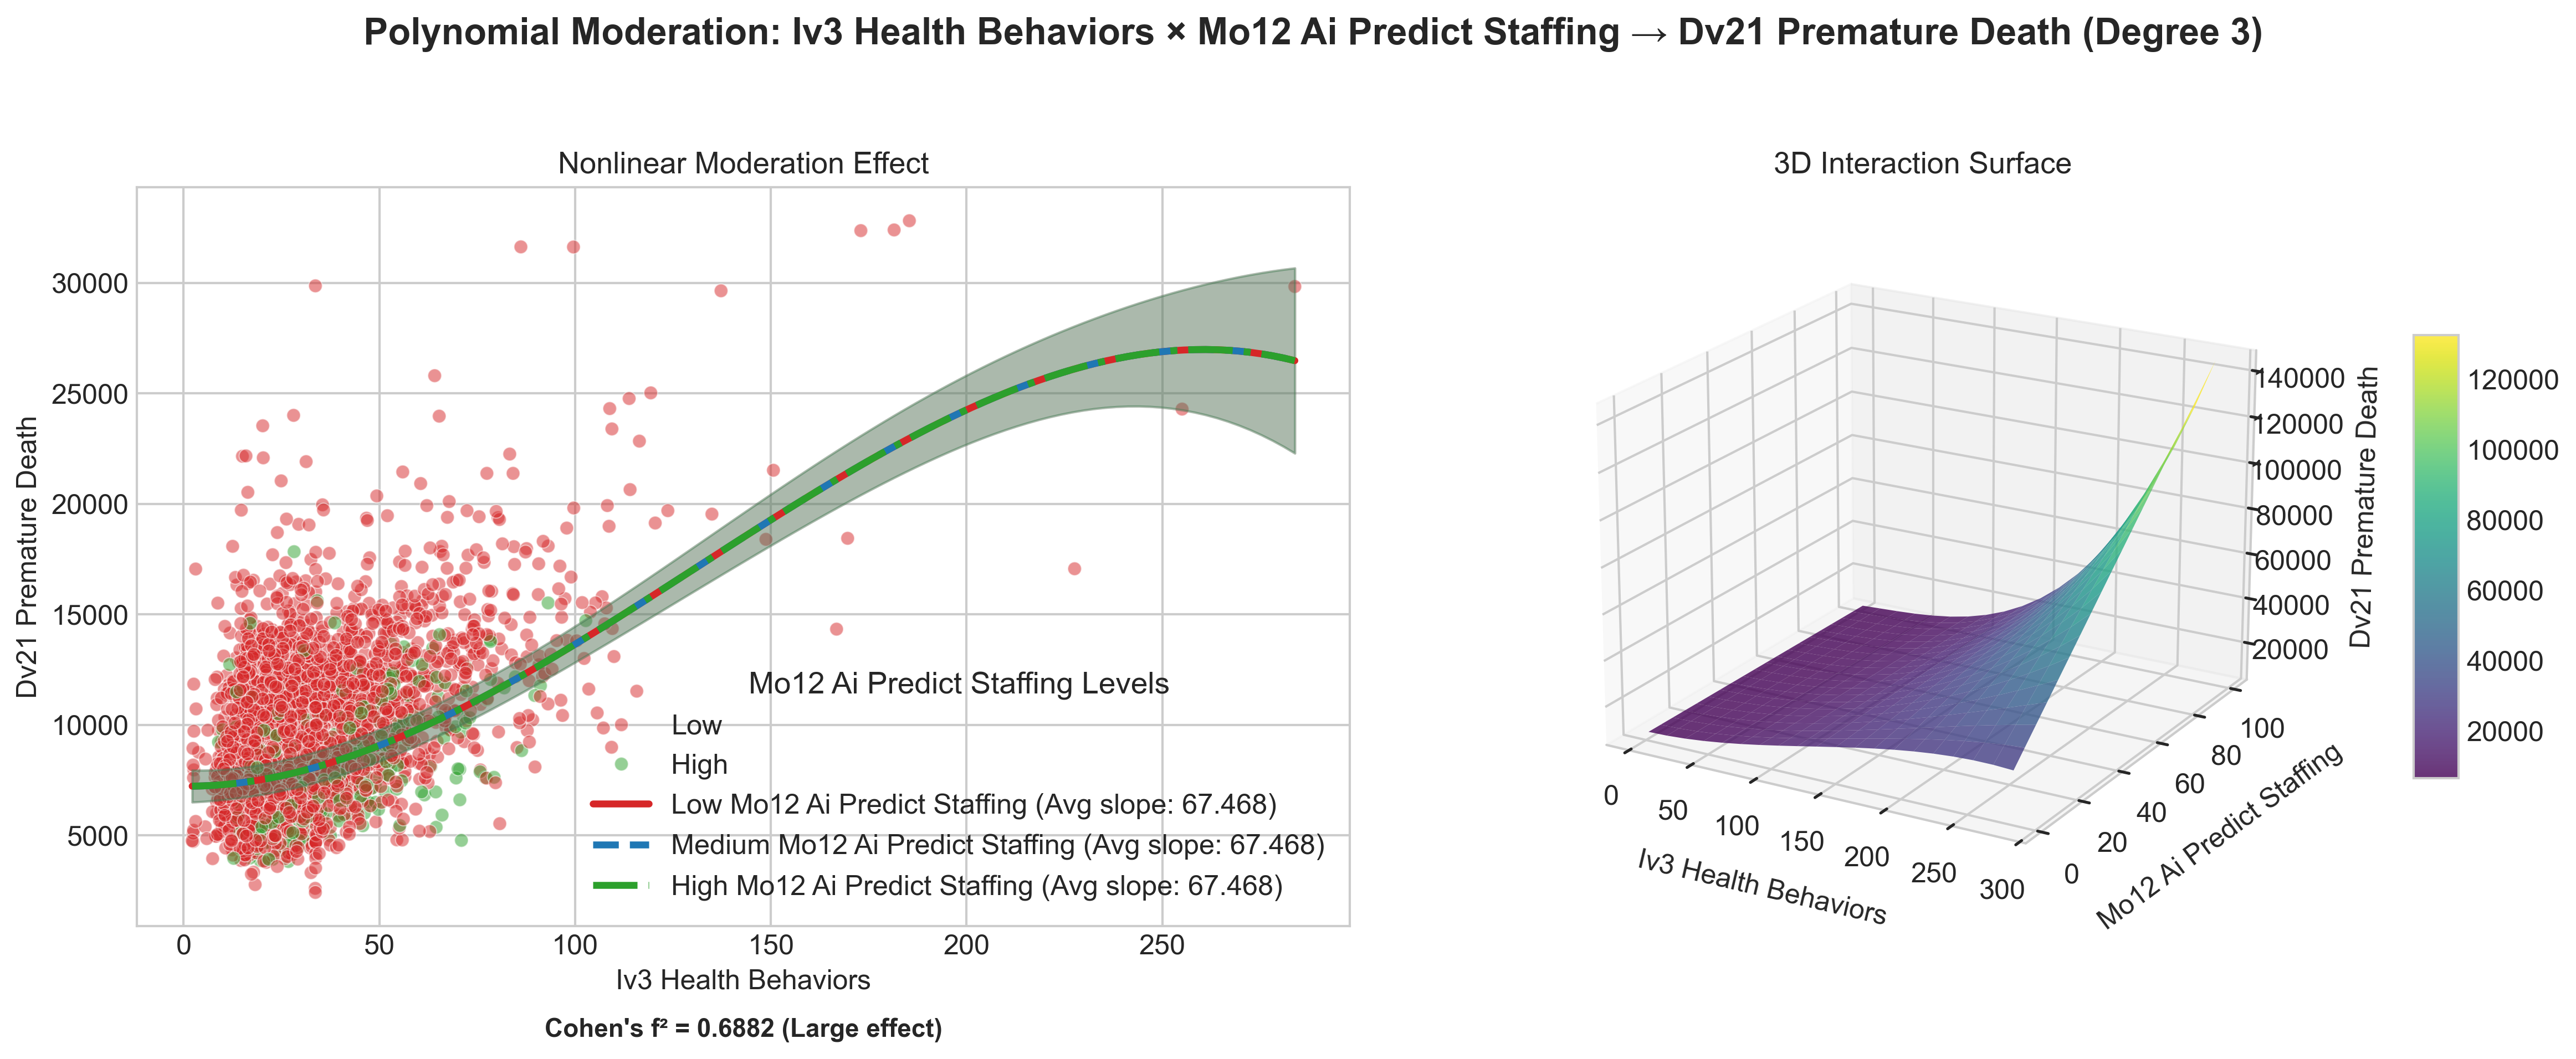 Polynomial Moderation: Iv3 Health Behaviors × Mo12 Ai Predict Staffing → Dv21 Premature Death (Degree 3)
Nonlinear Moderation Effect
Dv21 Premature Death
30000
25000
20000
15000
10000
5000
0
50
100
150
200
250
Iv3 Health Behaviors
Mo12 Ai Predict Staffing Levels
Low
High
Low Mo12 Ai Predict Staffing (Avg slope: 67.468)
Medium Mo12 Ai Predict Staffing (Avg slope: 67.468)
High Mo12 Ai Predict Staffing (Avg slope: 67.468)
Cohen's f² = 0.6882 (Large effect)
3D Interaction Surface
0
50
100
150
200
250
300
Iv3 Health Behaviors
0
20
40
60
80
100
Mo12 Ai Predict Staffing
140000
120000
100000
80000
60000
40000
20000
Dv21 Premature Death
120000
100000
80000
60000
40000
20000